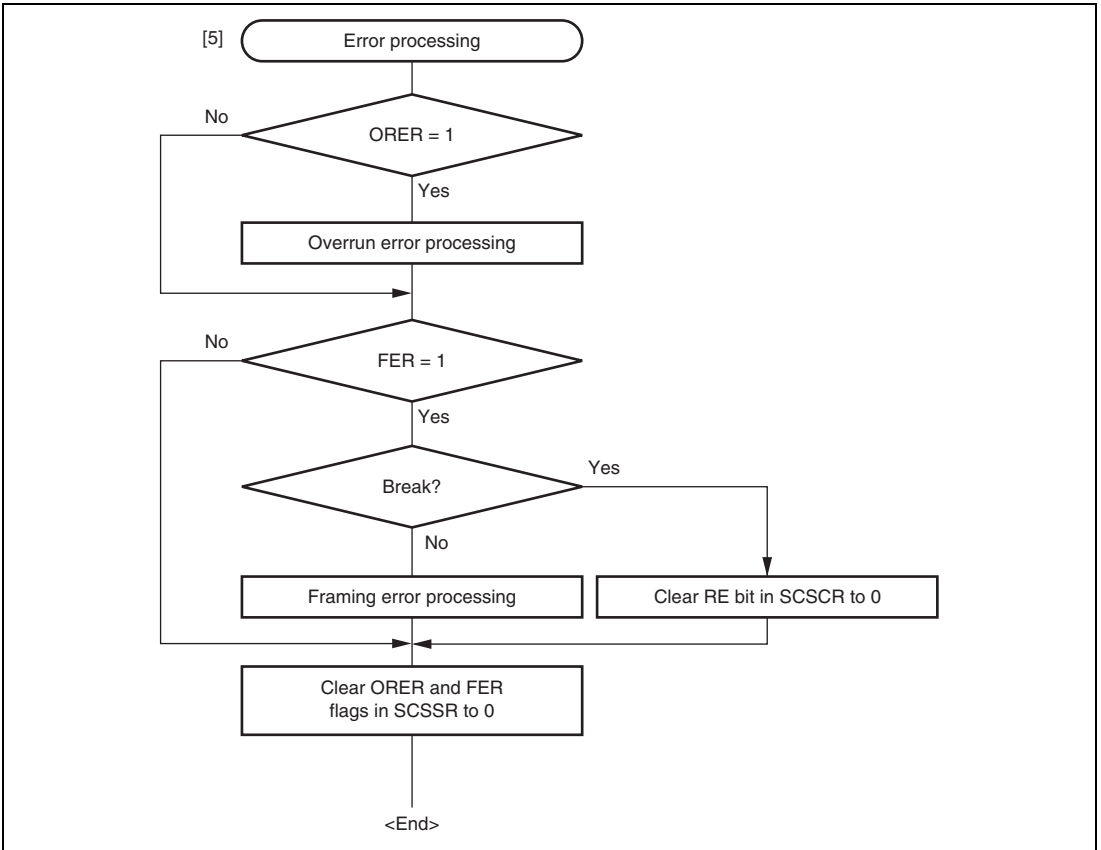 [5]
Error processing
No
ORER = 1
Yes
Overrun error processing
No
FER = 1
Yes
Break?
Yes
No
Framing error processing
Clear RE bit in SCSCR to 0
Clear ORER and FER
flags in SCSSR to 0
<End>